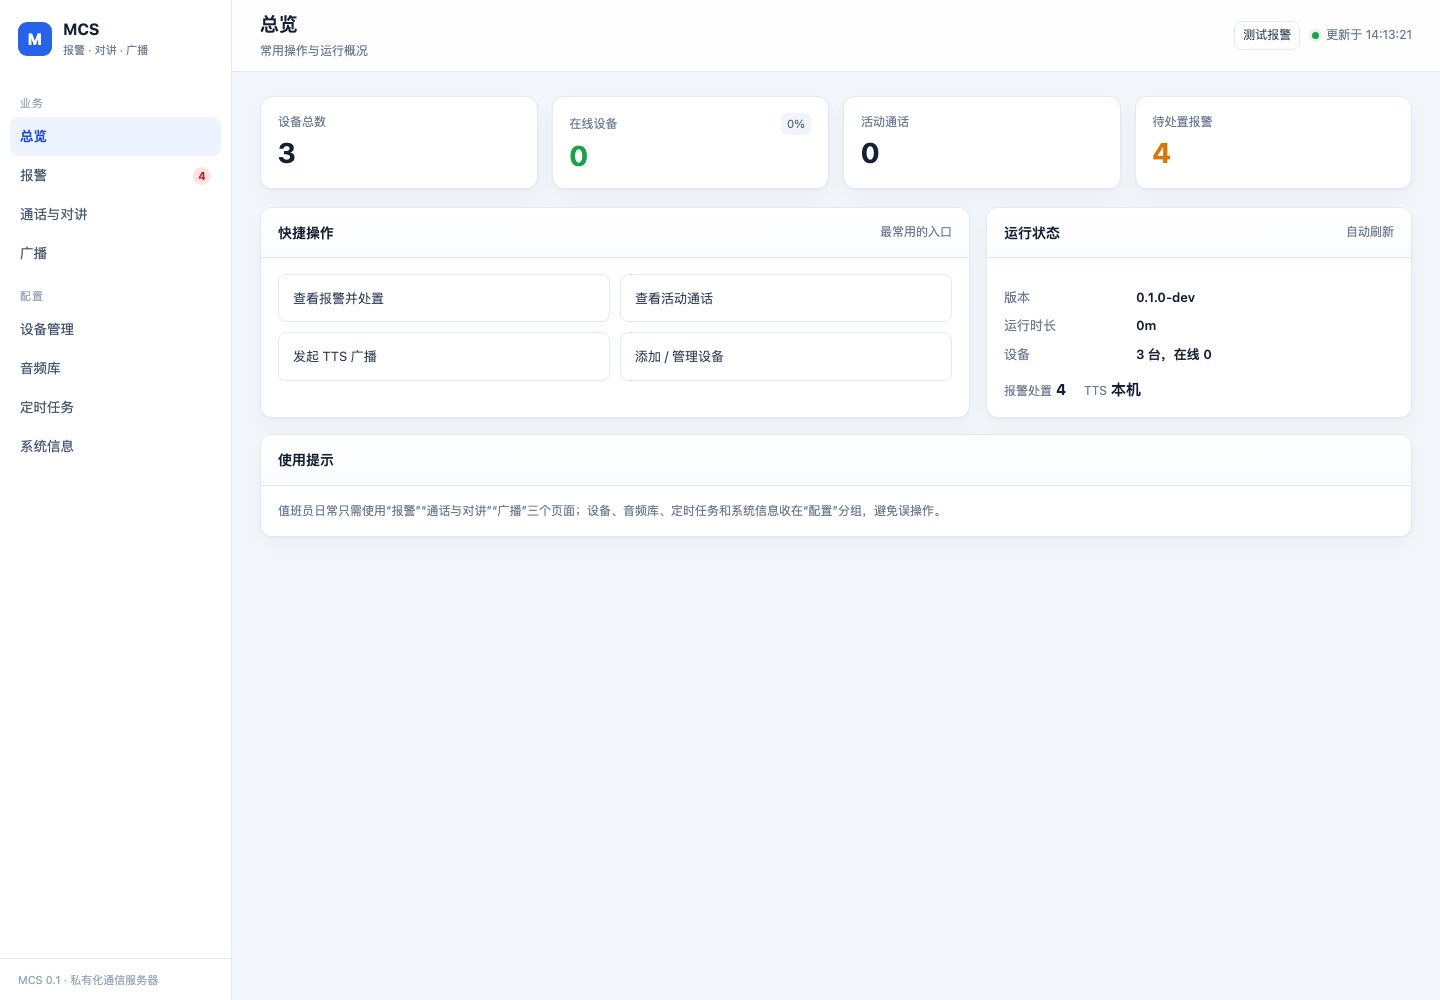 M
MCS
报警 · 对讲 · 广播
业务
总览
报警
4
通话与对讲
广播
配置
设备管理
音频库
定时任务
系统信息
MCS 0.1 · 私有化通信服务器
总览
常用操作与运行概况
测试报警
更新于 14:13:21
设备总数
3
在线设备
0%
0
活动通话
0
待处置报警
4
快捷操作
最常用的入口
查看报警并处置
查看活动通话
发起 TTS 广播
添加 / 管理设备
运行状态
自动刷新
版本 0.1.0-dev
运行时长 0m
设备 3 台，在线 0
报警处置 4 TTS 本机
使用提示
值班员日常只需使用“报警”“通话与对讲”“广播”三个页面；设备、音频库、定时任务和系统信息收在“配置”分组，避免误操作。